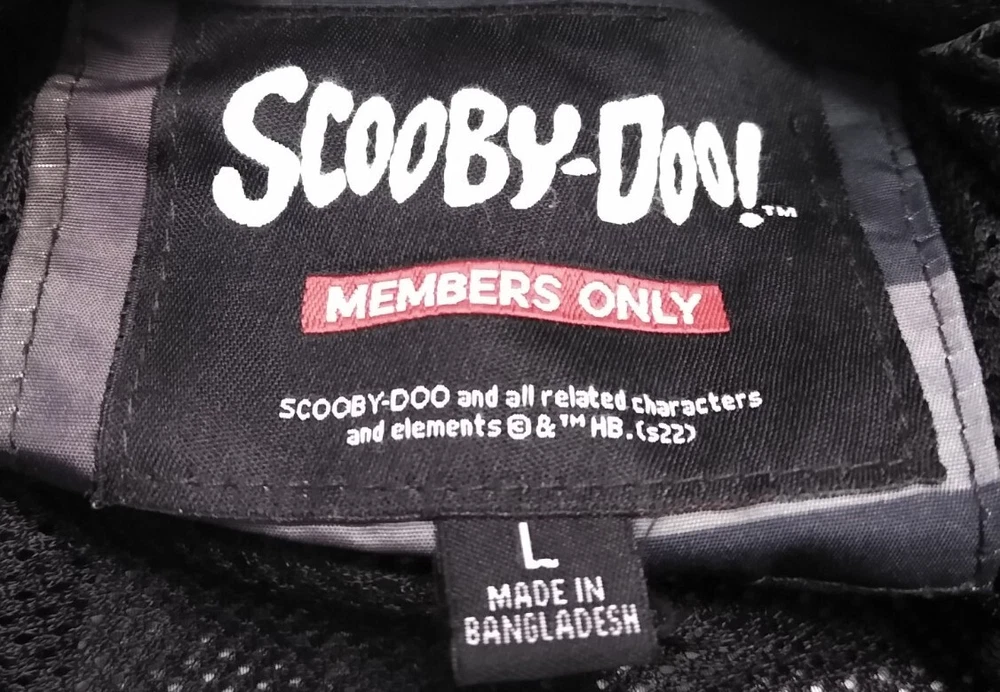 SCOOBY-DOO!™
MEMBERS ONLY
SCOOBY-DOO and all related characters
and elements © & ™ HB. (s22)
L
MADE IN
BANGLADESH